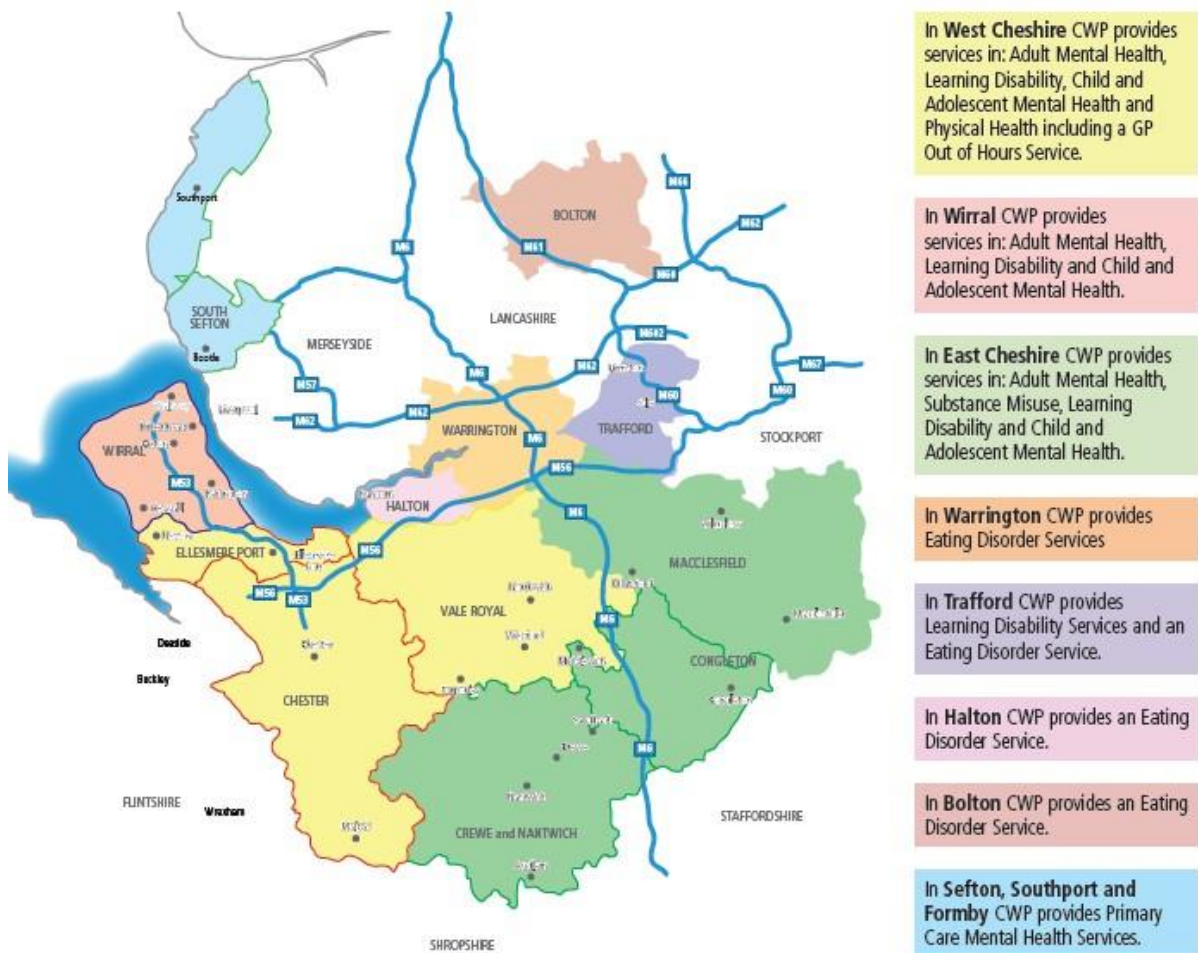 Southport
SOUTH
SEFTON
Bootle
MERSEYSIDE
LANCASHIRE
BOLTON
M6
M61
M66
M62
M60
M602
M62
M67
M60
M57
M62
M62
M6
M60
WARRINGTON
TRAFFORD
STOCKPORT
M6
M56
WIRRAL
M53
HALTON
M6
ELLESMERE PORT
M56
M56
M53
MACCLESFIELD
VALE ROYAL
M6
Deeside
Buckley
CHESTER
CONGLETON
M6
FLINTSHIRE
Wrexham
CREWE and NANTWICH
STAFFORDSHIRE
SHROPSHIRE
In West Cheshire CWP provides
services in: Adult Mental Health,
Learning Disability, Child and
Adolescent Mental Health and
Physical Health including a GP
Out of Hours Service.
In Wirral CWP provides
services in: Adult Mental Health,
Learning Disability and Child and
Adolescent Mental Health.
In East Cheshire CWP provides
services in: Adult Mental Health,
Substance Misuse, Learning
Disability and Child and
Adolescent Mental Health.
In Warrington CWP provides
Eating Disorder Services
In Trafford CWP provides
Learning Disability Services and an
Eating Disorder Service.
In Halton CWP provides an Eating
Disorder Service.
In Bolton CWP provides an Eating
Disorder Service.
In Sefton, Southport and
Formby CWP provides Primary
Care Mental Health Services.